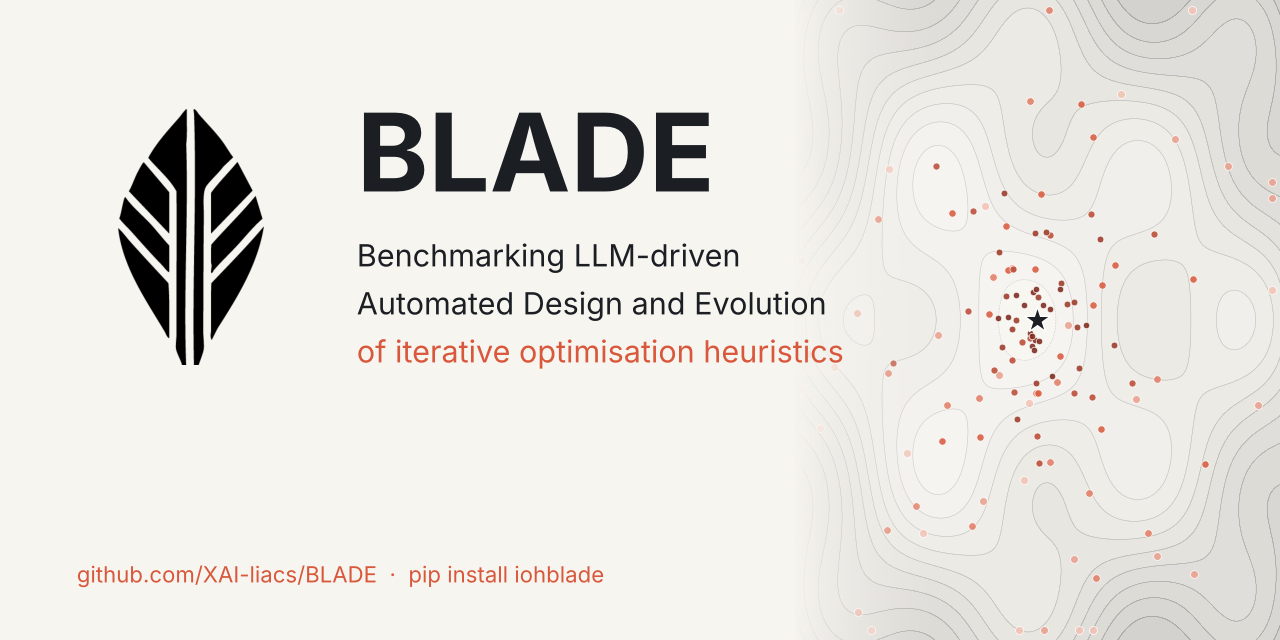 BLADE
Benchmarking LLM-driven
Automated Design and Evolution
of iterative optimisation heuristics
github.com/XAI-liacs/BLADE · pip install iohblade